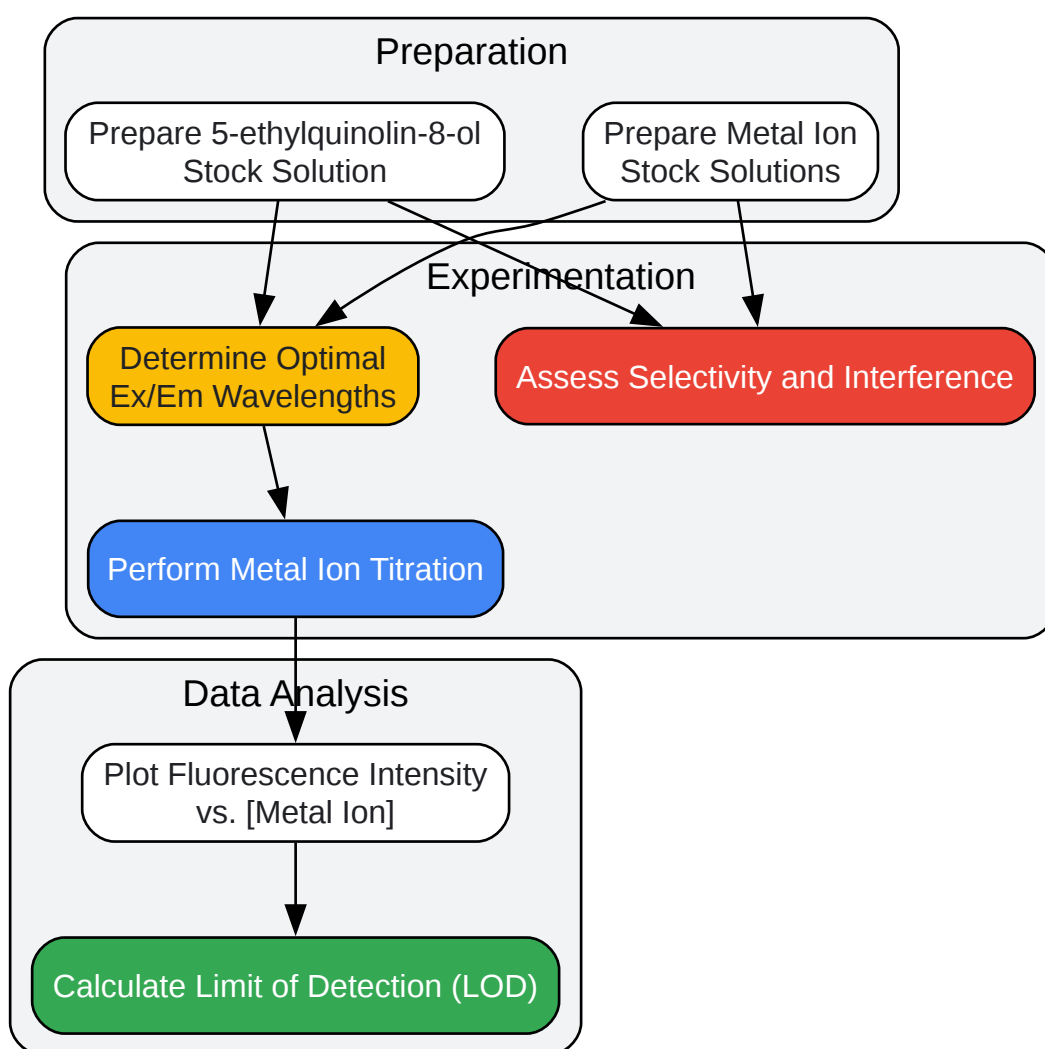 Preparation
Prepare 5-ethylquinolin-8-ol
Stock Solution
Prepare Metal Ion
Stock Solutions
Experimentation
Determine Optimal
Ex/Em Wavelengths
Assess Selectivity and Interference
Perform Metal Ion Titration
Data Analysis
Plot Fluorescence Intensity
vs. [Metal Ion]
Calculate Limit of Detection (LOD)